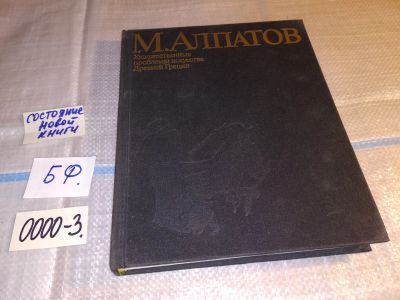 М.АЛПАТОВ
Художественные
проблемы искусства
Древней Греции
состояние
новой
книги
БФ.
0000-3.